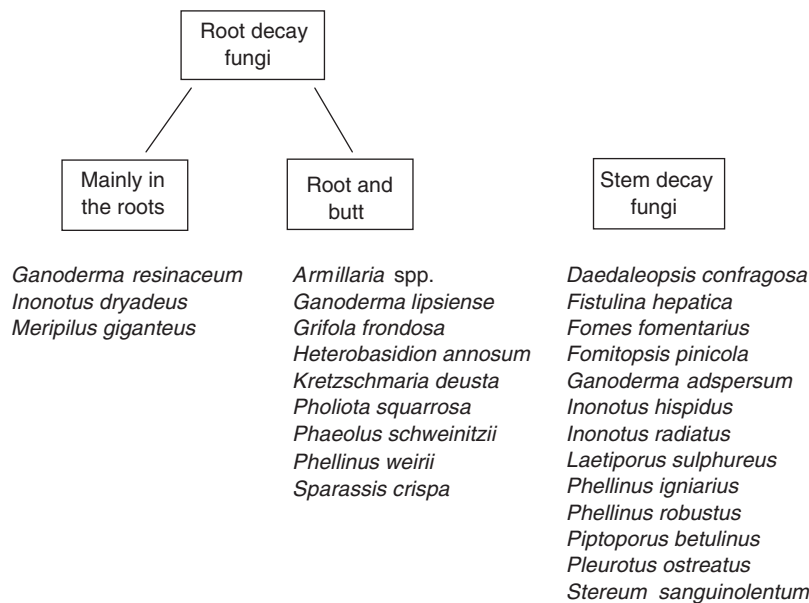 Root decay
fungi
Mainly in
the roots
Root and
butt
Stem decay
fungi
Ganoderma resinaceum
Inonotus dryadeus
Meripilus giganteus
Armillaria spp.
Ganoderma lipsiense
Grifola frondosa
Heterobasidion annosum
Kretzschmaria deusta
Pholiota squarrosa
Phaeolus schweinitzii
Phellinus weirii
Sparassis crispa
Daedaleopsis confragosa
Fistulina hepatica
Fomes fomentarius
Fomitopsis pinicola
Ganoderma adspersum
Inonotus hispidus
Inonotus radiatus
Laetiporus sulphureus
Phellinus igniarius
Phellinus robustus
Piptoporus betulinus
Pleurotus ostreatus
Stereum sanguinolentum